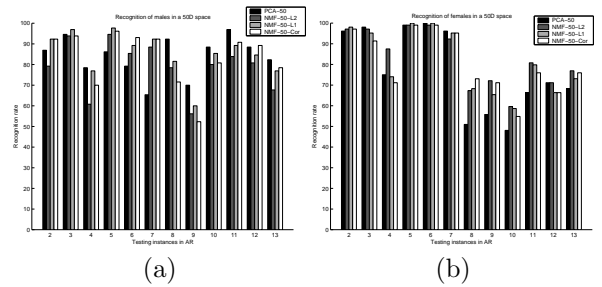 Recognition of males in a 50D space
PCA-50
NMF-50-L2
NMF-50-L1
NMF-50-Cor
Recognition rate
100
90
80
70
60
50
40
30
20
10
0
2 3 4 5 6 7 8 9 10 11 12 13
Testing instances in AR
(a)
Recognition of females in a 50D space
PCA-50
NMF-50-L2
NMF-50-L1
NMF-50-Cor
Recognition rate
100
90
80
70
60
50
40
30
20
10
0
2 3 4 5 6 7 8 9 10 11 12 13
Testing instances in AR
(b)